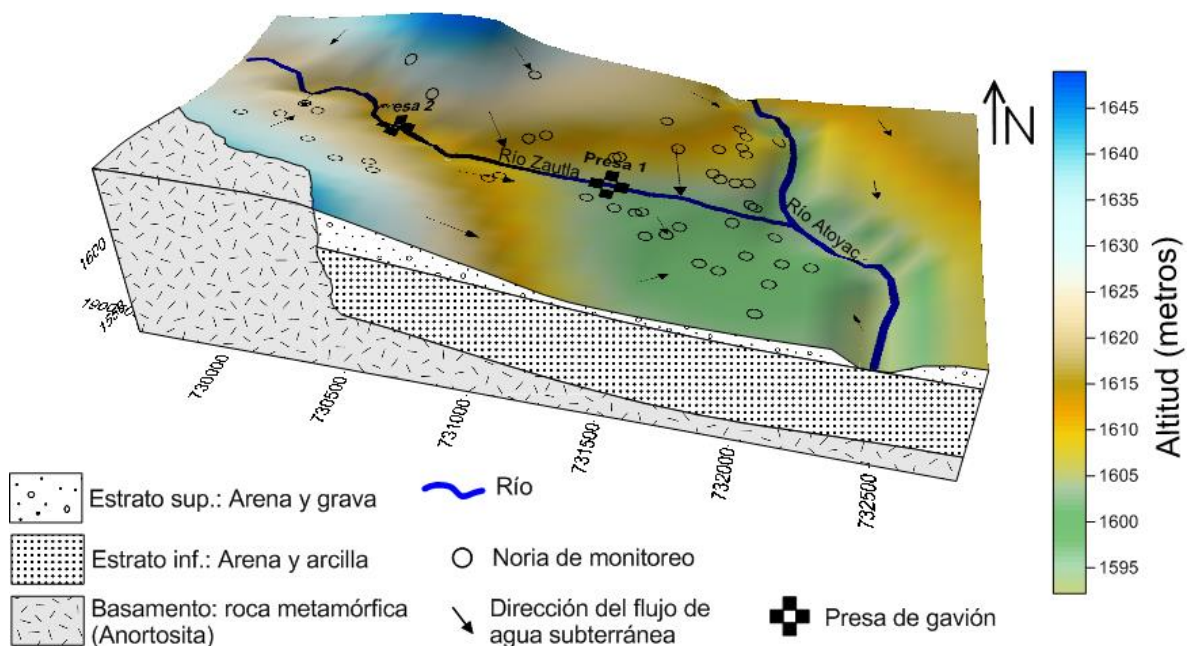 Presa 2
Río Zautla
Presa 1
Río Atoyac
N
1600
730000
730500
731000
731500
732000
732500
1645
1640
1635
1630
1625
1620
1615
1610
1605
1600
1595
Altitud (metros)
Estrato sup.: Arena y grava
Río
Estrato inf.: Arena y arcilla
Noria de monitoreo
Basamento: roca metamórfica
(Anortosita)
Dirección del flujo de
agua subterránea
Presa de gavión